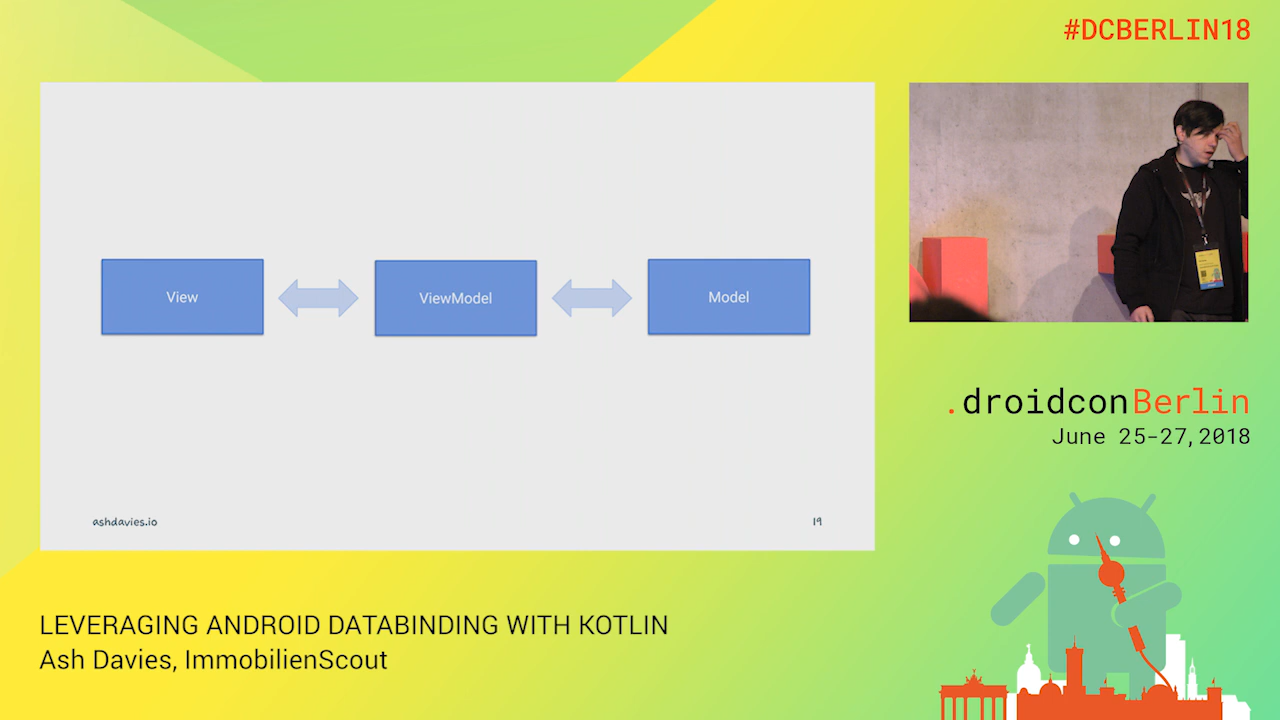 #DCBERLIN18
View
ViewModel
Model
ashdavies.io
19
.droidconBerlin
June 25-27,2018
LEVERAGING ANDROID DATABINDING WITH KOTLIN
Ash Davies, ImmobilienScout